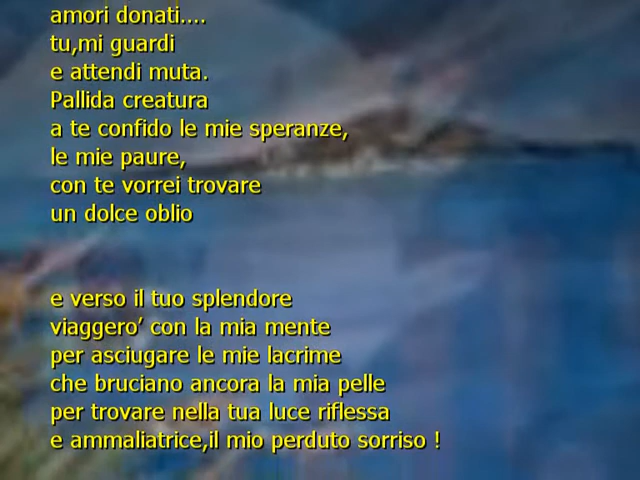 amori donati....
tu,mi guardi
e attendi muta.
Pallida creatura
a te confido le mie speranze,
le mie paure,
con te vorrei trovare
un dolce oblio
e verso il tuo splendore
viaggero’ con la mia mente
per asciugare le mie lacrime
che bruciano ancora la mia pelle
per trovare nella tua luce riflessa
e ammaliatrice,il mio perduto sorriso !